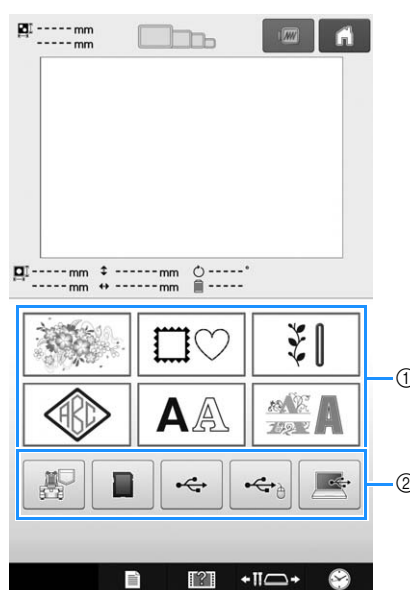 ----- mm
----- mm
----- mm ------ mm -----°
----- mm ------ mm -----
ABC
A A A A
①
②